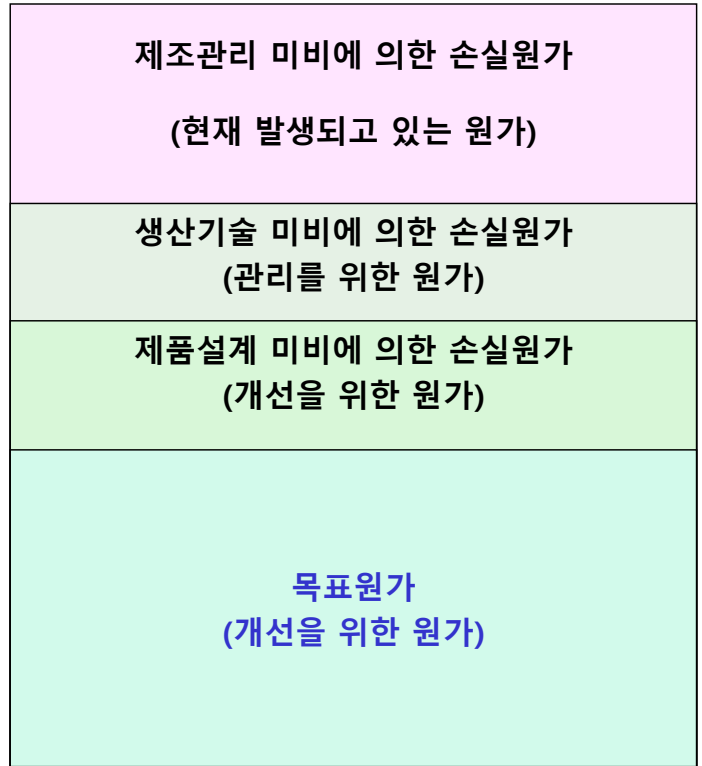 제조관리 미비에 의한 손실원가
(현재 발생되고 있는 원가)
생산기술 미비에 의한 손실원가
(관리를 위한 원가)
제품설계 미비에 의한 손실원가
(개선을 위한 원가)
목표원가
(개선을 위한 원가)